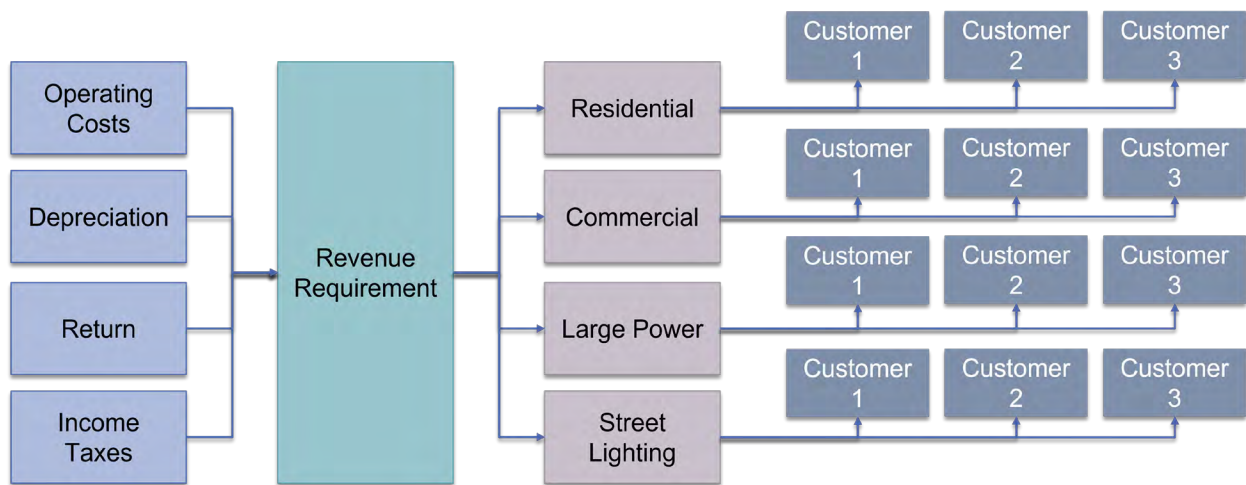 Operating
Costs
Depreciation
Return
Income
Taxes
Revenue
Requirement
Residential
Commercial
Large Power
Street
Lighting
Customer
1
Customer
2
Customer
3
Customer
1
Customer
2
Customer
3
Customer
1
Customer
2
Customer
3
Customer
1
Customer
2
Customer
3